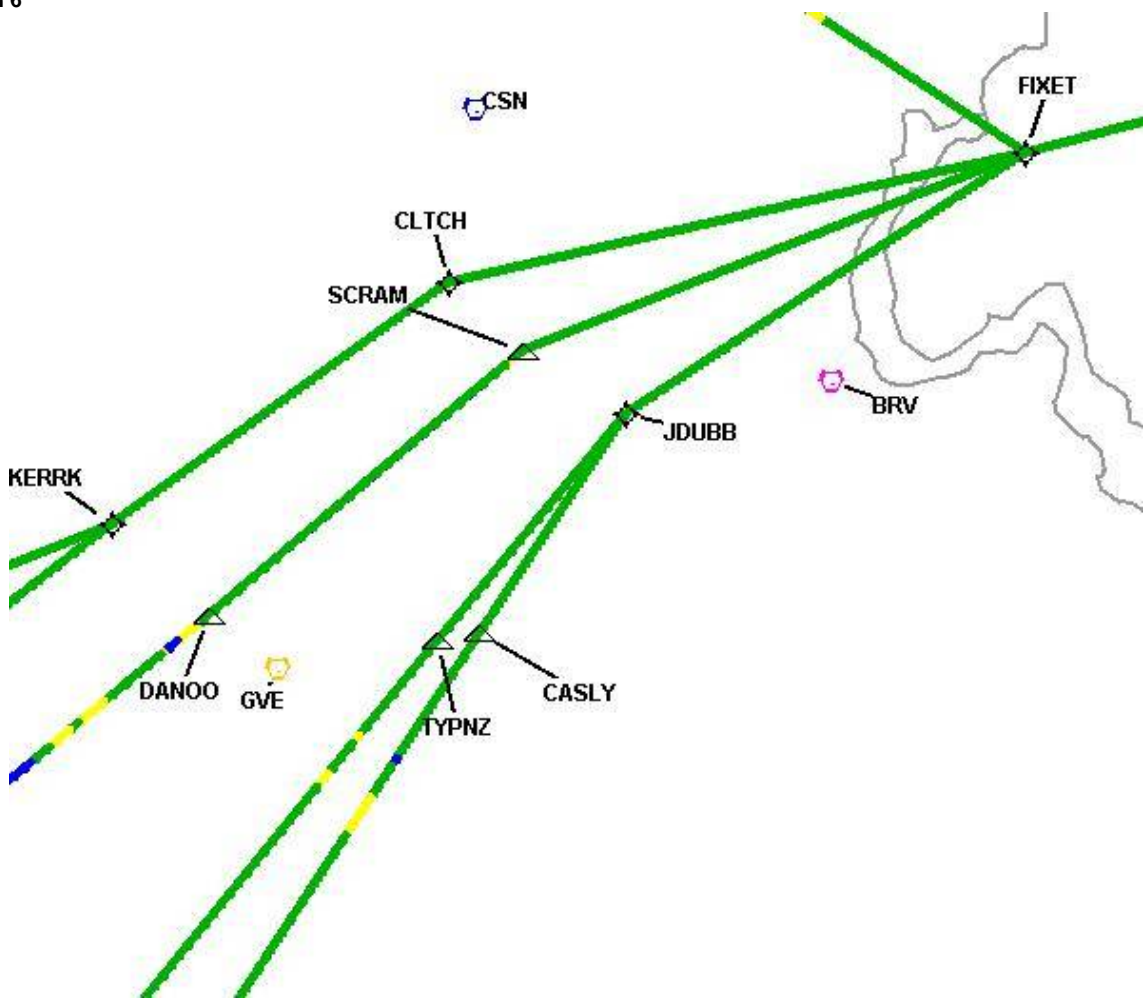 FIXET
CSN
CLTCH
SCRAM
BRV
JDUBB
KERRK
DANOO
GVE
CASLY
TYPNZ